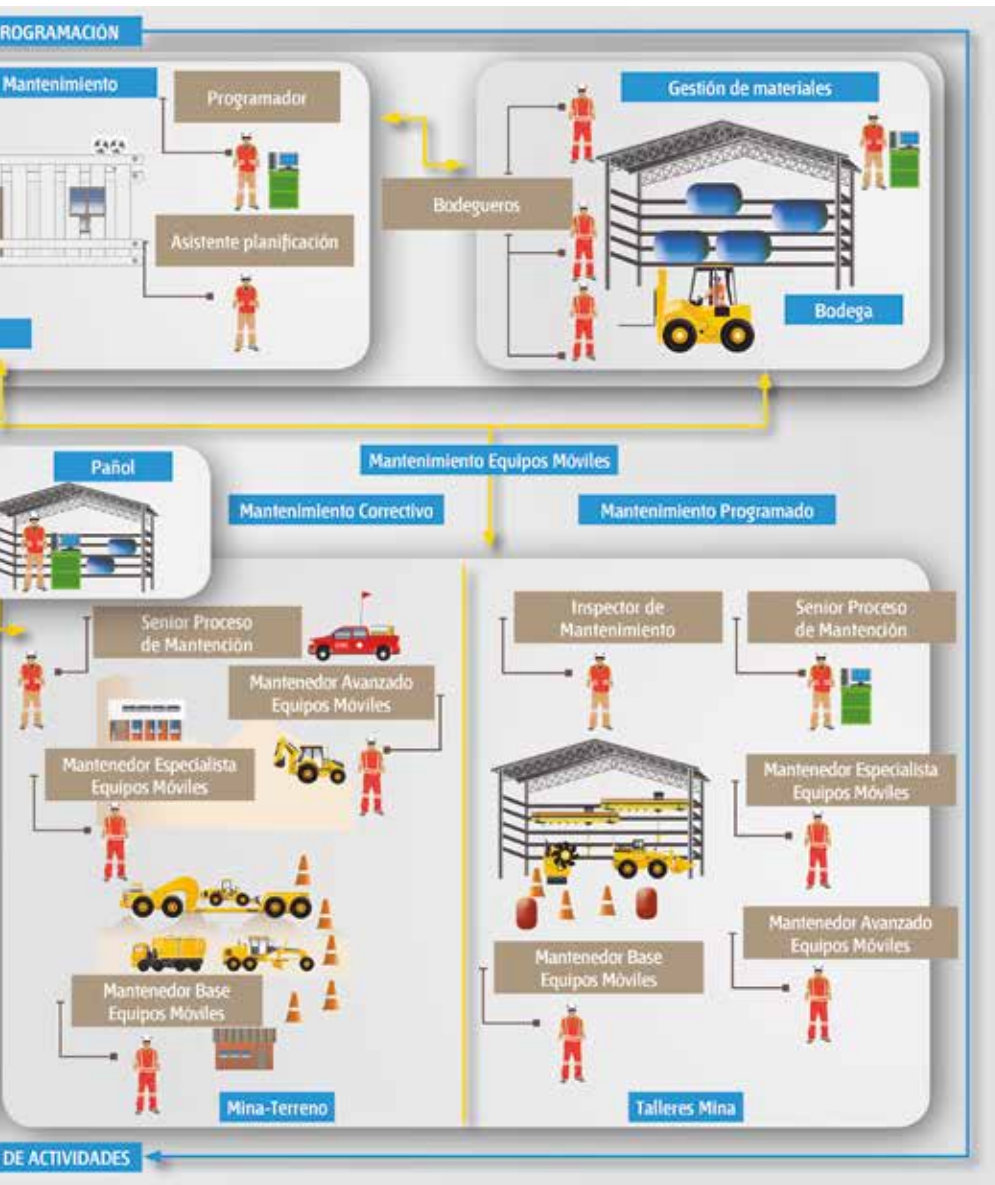 ROGRAMACIÓN
Mantenimiento
Programador
Asistente planificación
Gestión de materiales
Bodegueros
Bodega
Pañol
Mantenimiento Equipos Móviles
Mantenimiento Correctivo
Mantenimiento Programado
Senior Proceso
de Mantención
Mantenedor Avanzado
Equipos Móviles
Mantenedor Especialista
Equipos Móviles
Mantenedor Base
Equipos Móviles
Mina-Terreno
Inspector de
Mantenimiento
Senior Proceso
de Mantención
Mantenedor Especialista
Equipos Móviles
Mantenedor Avanzado
Equipos Móviles
Mantenedor Base
Equipos Móviles
Talleres Mina
DE ACTIVIDADES